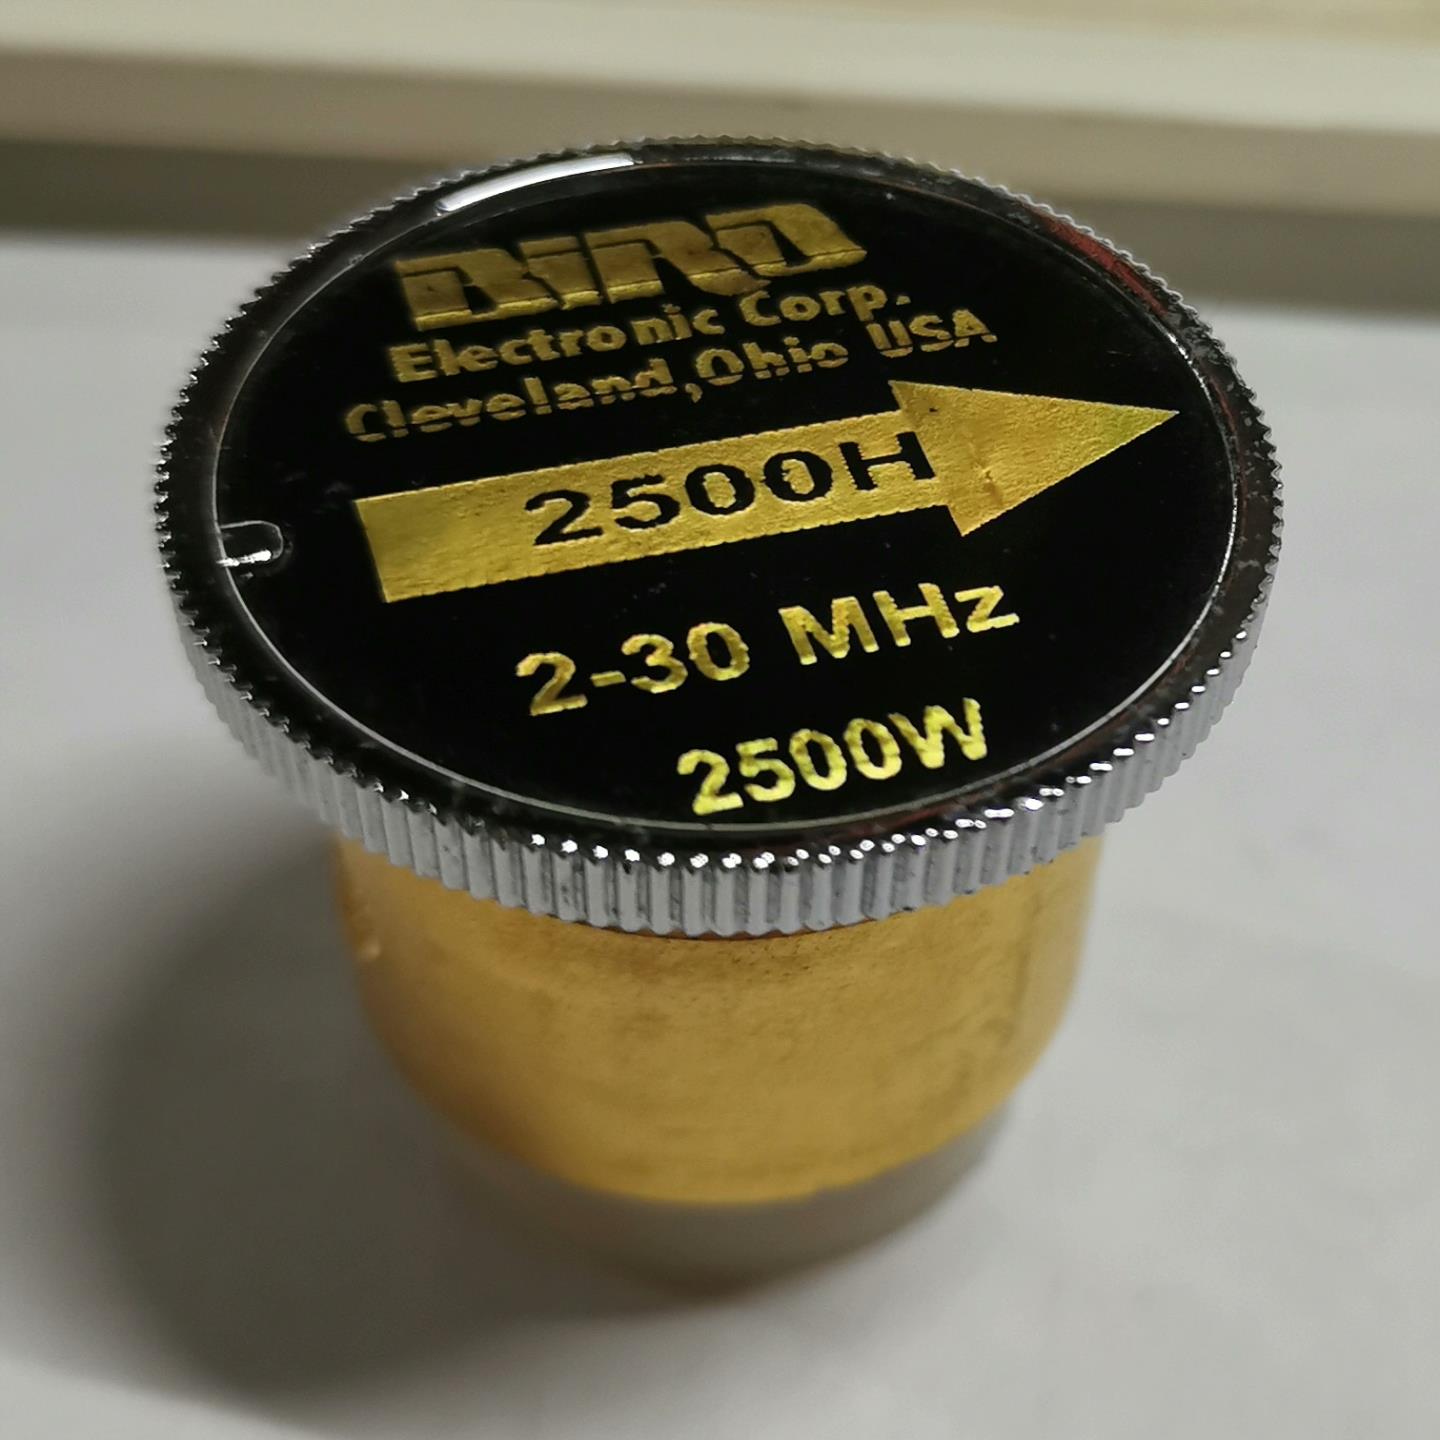 BiRD
Electronic Corp.
Cleveland,Ohio USA
2500H
2-30 MHz
2500W